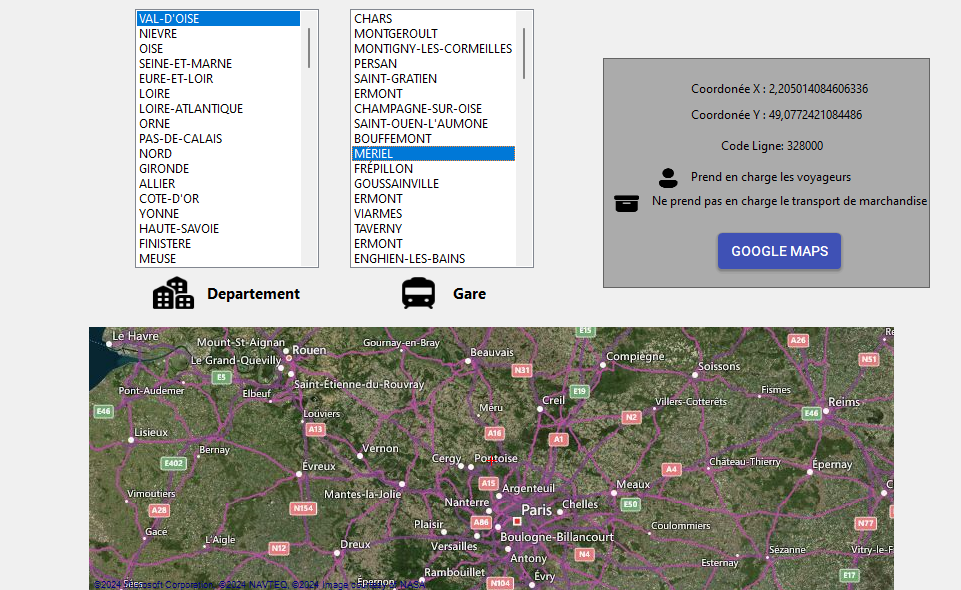 VAL-D'OISE
NIEVRE
OISE
SEINE-ET-MARNE
EURE-ET-LOIR
LOIRE
LOIRE-ATLANTIQUE
ORNE
PAS-DE-CALAIS
NORD
GIRONDE
ALLIER
COTE-D'OR
YONNE
HAUTE-SAVOIE
FINISTERE
MEUSE
Departement
CHARS
MONTGEROULT
MONTIGNY-LES-CORMEILLES
PERSAN
SAINT-GRATIEN
ERMONT
CHAMPAGNE-SUR-OISE
SAINT-OUEN-L'AUMONE
BOUFFEMONT
MERIEL
FRÉPILLON
GOUSSAINVILLE
ERMONT
VIARMES
TAVERNY
ERMONT
ENGHIEN-LES-BAINS
Gare
Coordonée X : 2,205014084606336
Coordonée Y : 49,0772421084486
Code Ligne: 328000
Prend en charge les voyageurs
Ne prend pas en charge le transport de marchandise
GOOGLE MAPS
E15
Le Havre
Mont-St-Aignan
Rouen
Gournay-en-Bray
Beauvais
Compiègne
A26
N51
Le Grand-Quevilly
E5
N31
Soissons
Pont-Audemer
Elbeuf
Saint-Étienne-du-Rouvray
E19
Fismes
E46
Louviers
Méru
Creil
Villers-Cotterêts
Reims
E46
N2
Lisieux
A13
A16
A1
Bernay
Vernon
E402
Évreux
Cergy
Pontoise
A4
Château-Thierry
Épernay
Vimoutiers
Mantes-la-Jolie
A15
Argenteuil
Meaux
A28
N154
Nanterre
Paris
Chelles
E50
Gacé
Plaisir
A86
Coulommiers
N77
L'Aigle
N12
Dreux
Versailles
Boulogne-Billancourt
Sézanne
Vitry-le-F
Antony
N4
Esternay
Rambouillet
Évry
N104
E17
Epernon
©2024 Microsoft Corporation, ©2024 NAVTEQ, ©2024 Image courtesy of NASA